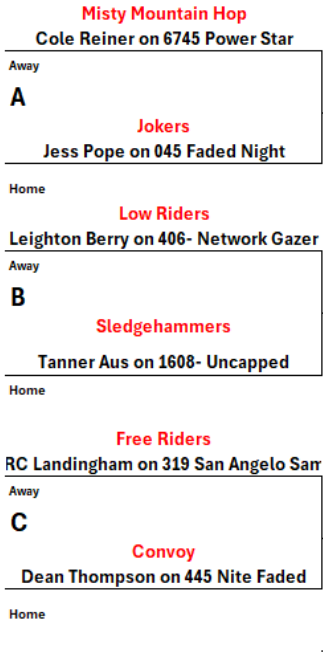 Misty Mountain Hop
Cole Reiner on 6745 Power Star
Away
A
Jokers
Jess Pope on 045 Faded Night
Home
Low Riders
Leighton Berry on 406- Network Gazer
Away
B
Sledgehammers
Tanner Aus on 1608- Uncapped
Home
Free Riders
RC Landingham on 319 San Angelo Sam
Away
C
Convoy
Dean Thompson on 445 Nite Faded
Home